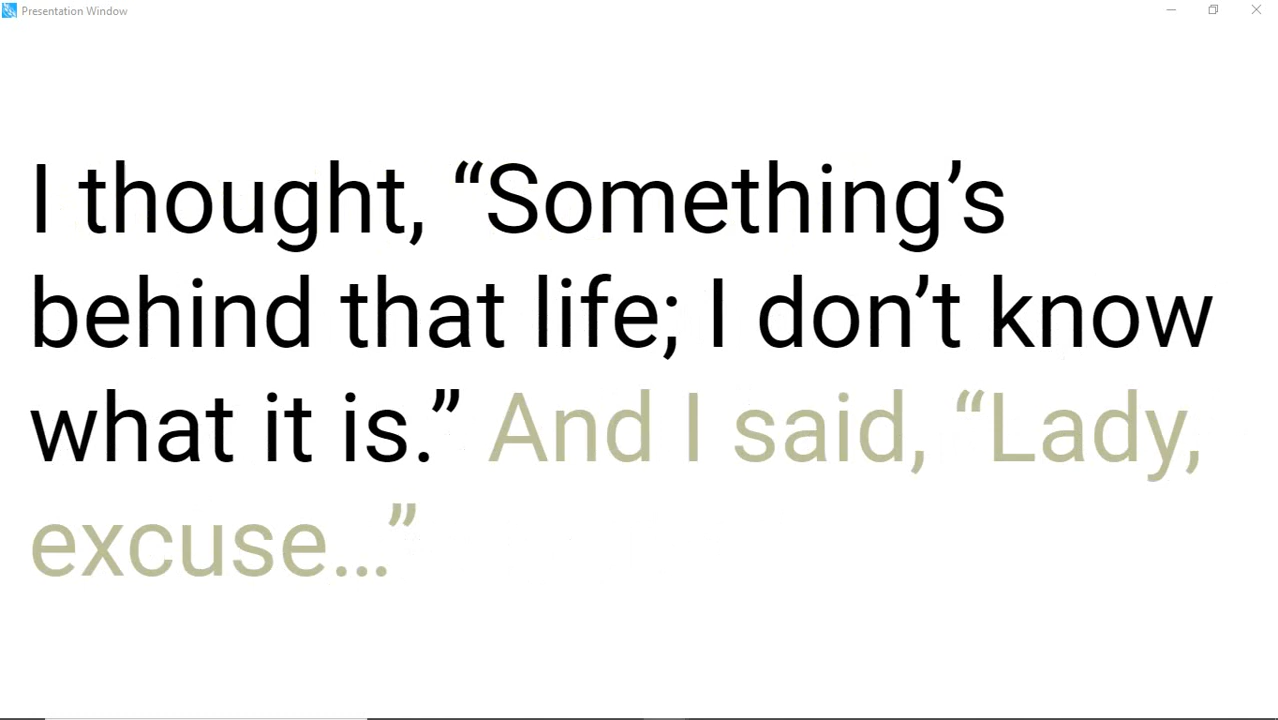 Presentation Window
I thought, “Something’s
behind that life; I don’t know
what it is.” And I said, “Lady,
excuse…”